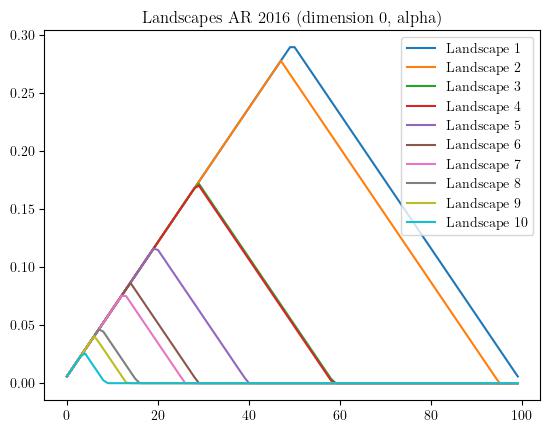 Landscapes AR 2016 (dimension 0, alpha)
0.30
0.25
0.20
0.15
0.10
0.05
0.00
0
20
40
60
80
100
Landscape 1
Landscape 2
Landscape 3
Landscape 4
Landscape 5
Landscape 6
Landscape 7
Landscape 8
Landscape 9
Landscape 10